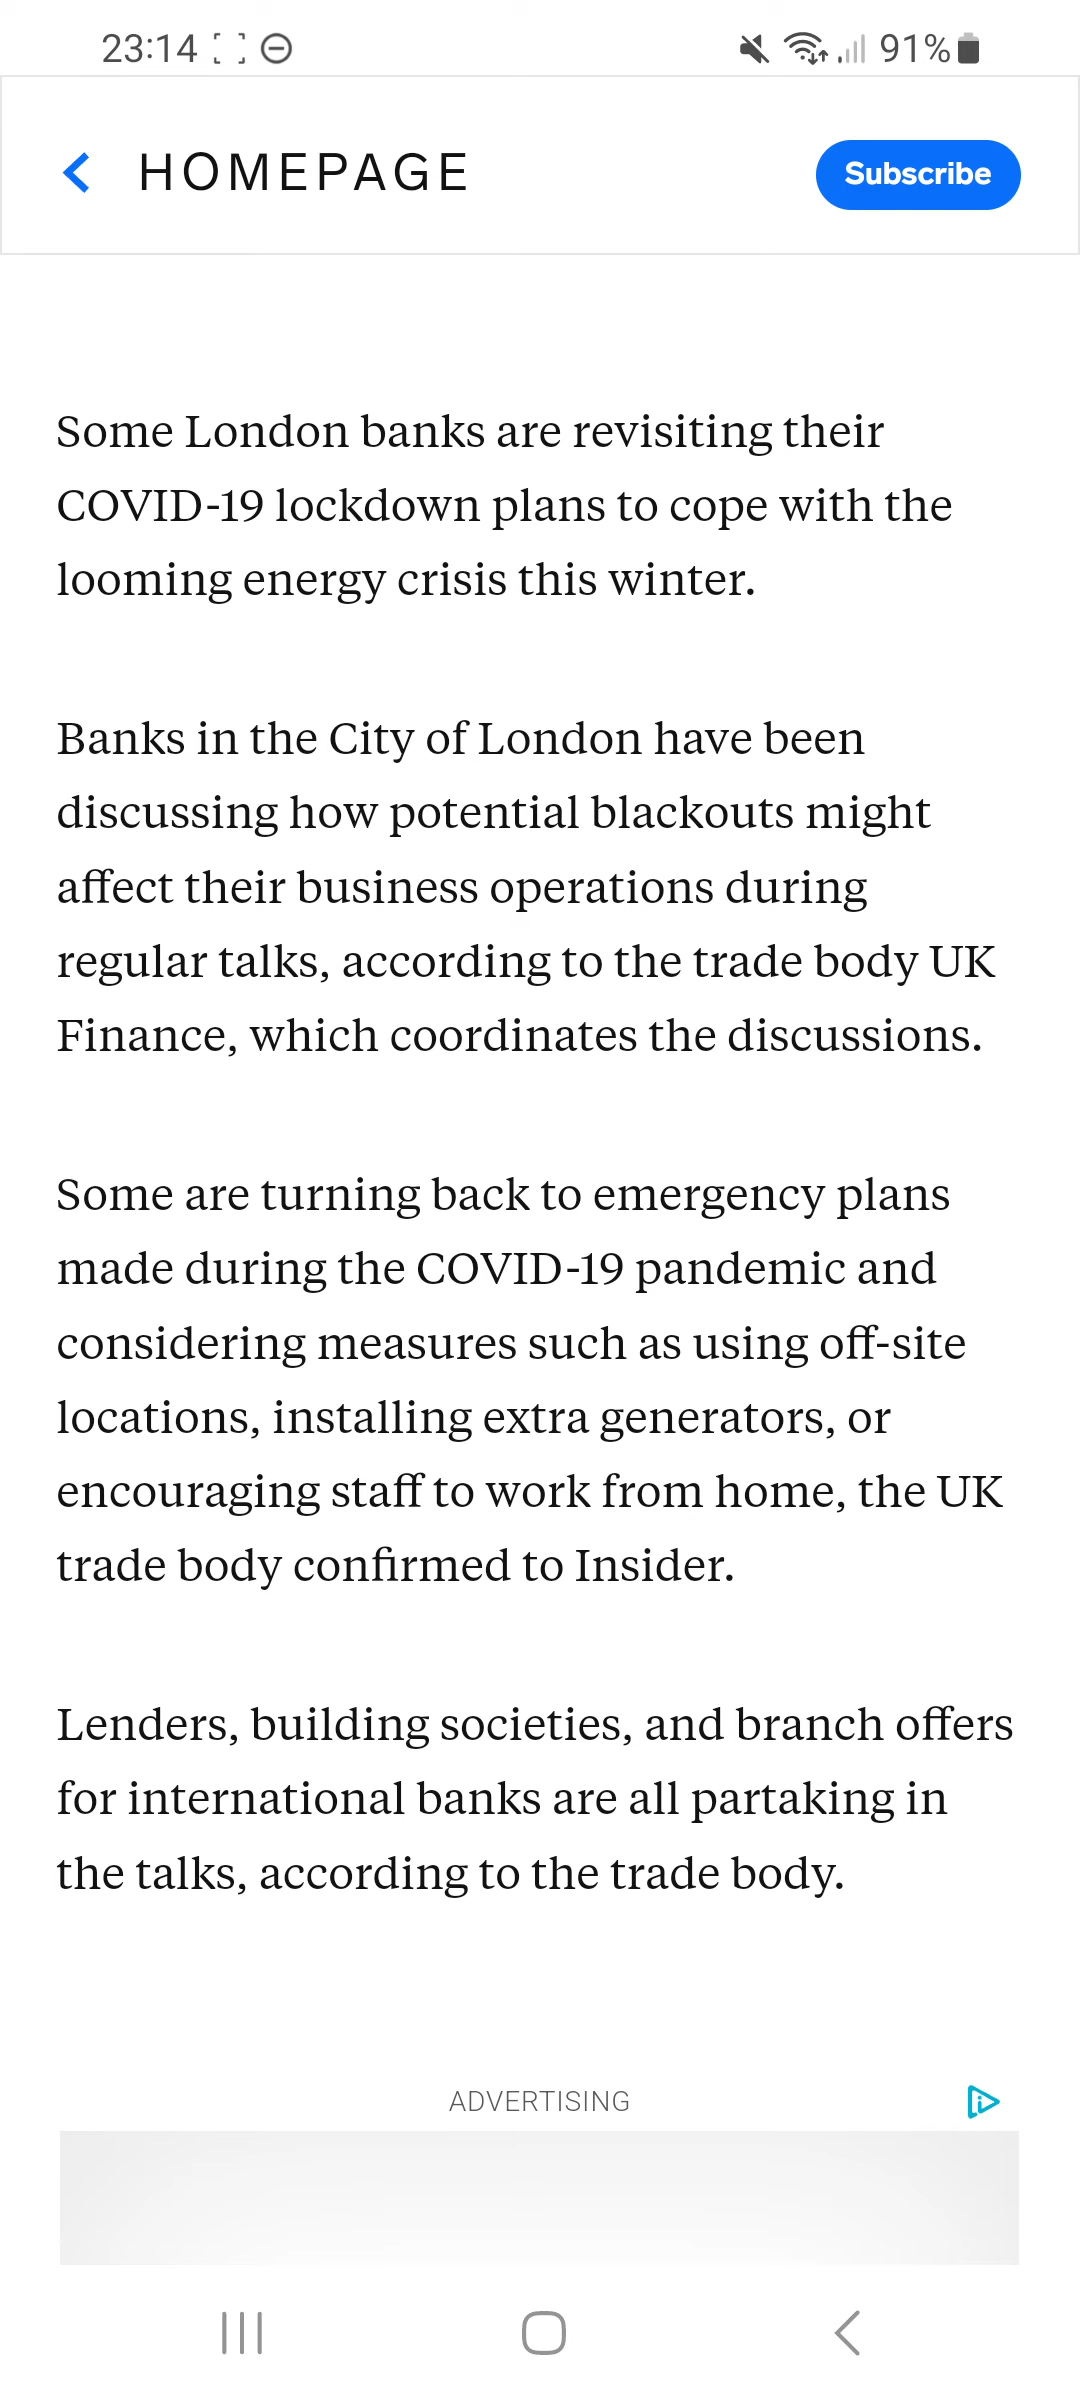 23:14
91%
HOMEPAGE
Subscribe
Some London banks are revisiting their
COVID-19 lockdown plans to cope with the
looming energy crisis this winter.
Banks in the City of London have been
discussing how potential blackouts might
affect their business operations during
regular talks, according to the trade body UK
Finance, which coordinates the discussions.
Some are turning back to emergency plans
made during the COVID-19 pandemic and
considering measures such as using off-site
locations, installing extra generators, or
encouraging staff to work from home, the UK
trade body confirmed to Insider.
Lenders, building societies, and branch offers
for international banks are all partaking in
the talks, according to the trade body.
ADVERTISING